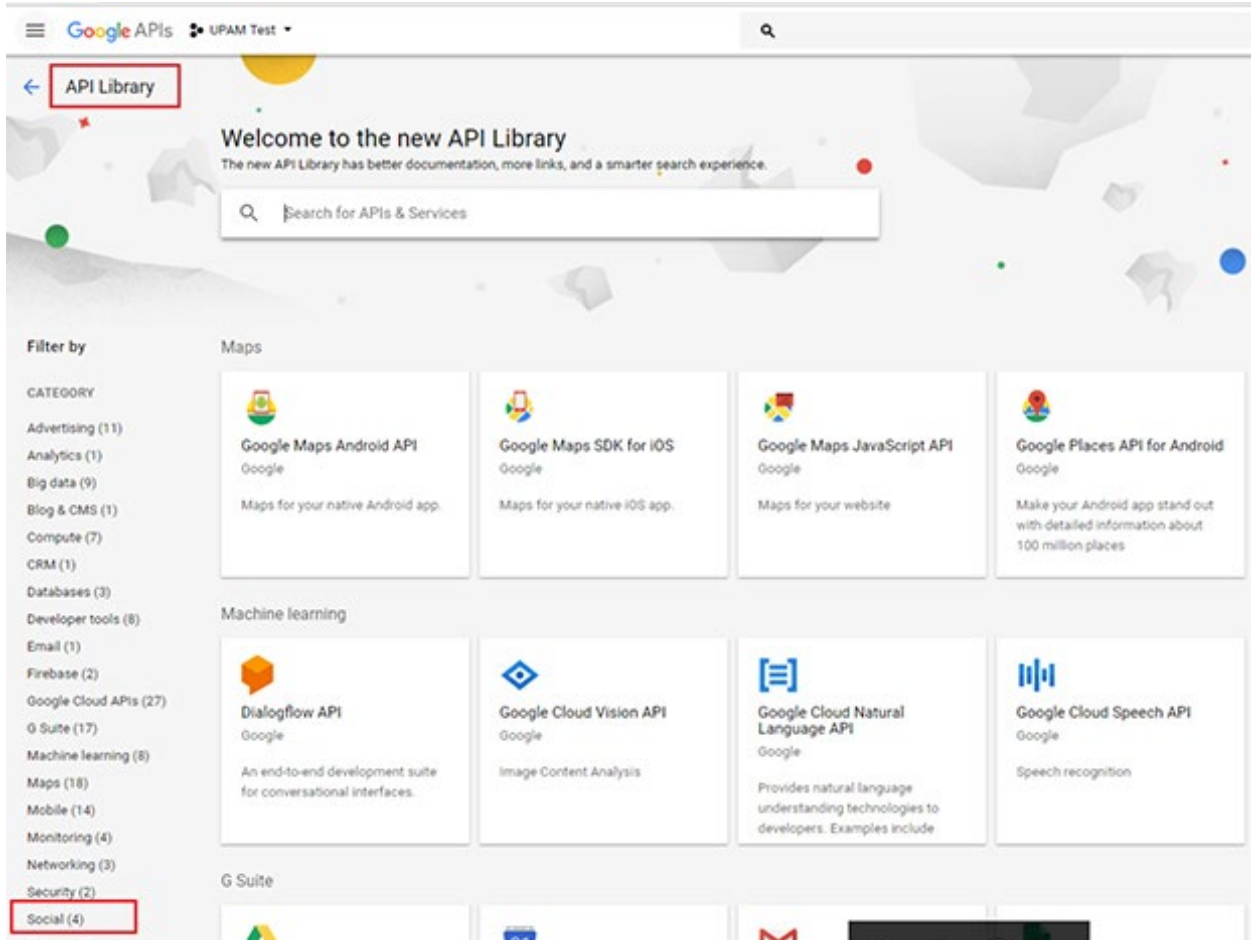 Google APIs UPAM Test
API Library
Welcome to the new API Library
The new API Library has better documentation, more links, and a smarter search experience.
Search for APIs & Services
Filter by
CATEGORY
Advertising (11)
Analytics (1)
Big data (9)
Blog & CMS (1)
Compute (7)
CRM (1)
Databases (3)
Developer tools (8)
Email (1)
Firebase (2)
Google Cloud APIs (27)
G Suite (17)
Machine learning (8)
Maps (18)
Mobile (14)
Monitoring (4)
Networking (3)
Security (2)
Social (4)
Maps
Google Maps Android API
Google
Maps for your native Android app.
Google Maps SDK for iOS
Google
Maps for your native iOS app.
Google Maps JavaScript API
Google
Maps for your website
Google Places API for Android
Google
Make your Android app stand out
with detailed information about
100 million places
Machine learning
Dialogflow API
Google
An end-to-end development suite
for conversational interfaces.
Google Cloud Vision API
Google
Image Content Analysis
Google Cloud Natural
Language API
Google
Provides natural language
understanding technologies to
developers. Examples include
Google Cloud Speech API
Google
Speech recognition
G Suite